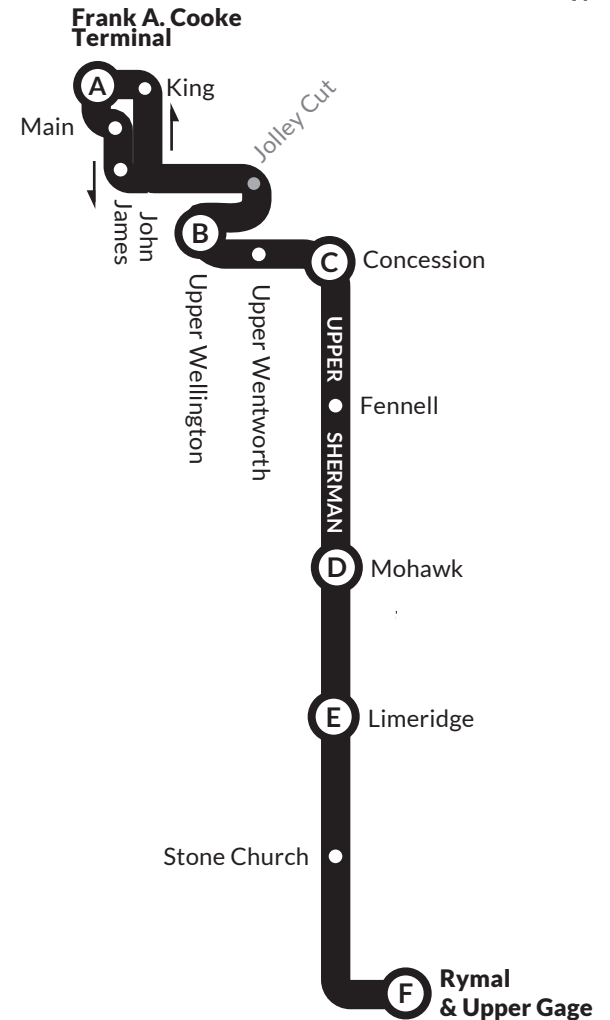 Frank A. Cooke
Terminal
A
King
Main
Jolley Cut
James
John
B
C
Concession
Upper Wellington
Upper Wentworth
UPPER
Fennell
SHERMAN
D
Mohawk
E
Limeridge
Stone Church
F
Rymal
& Upper Gage